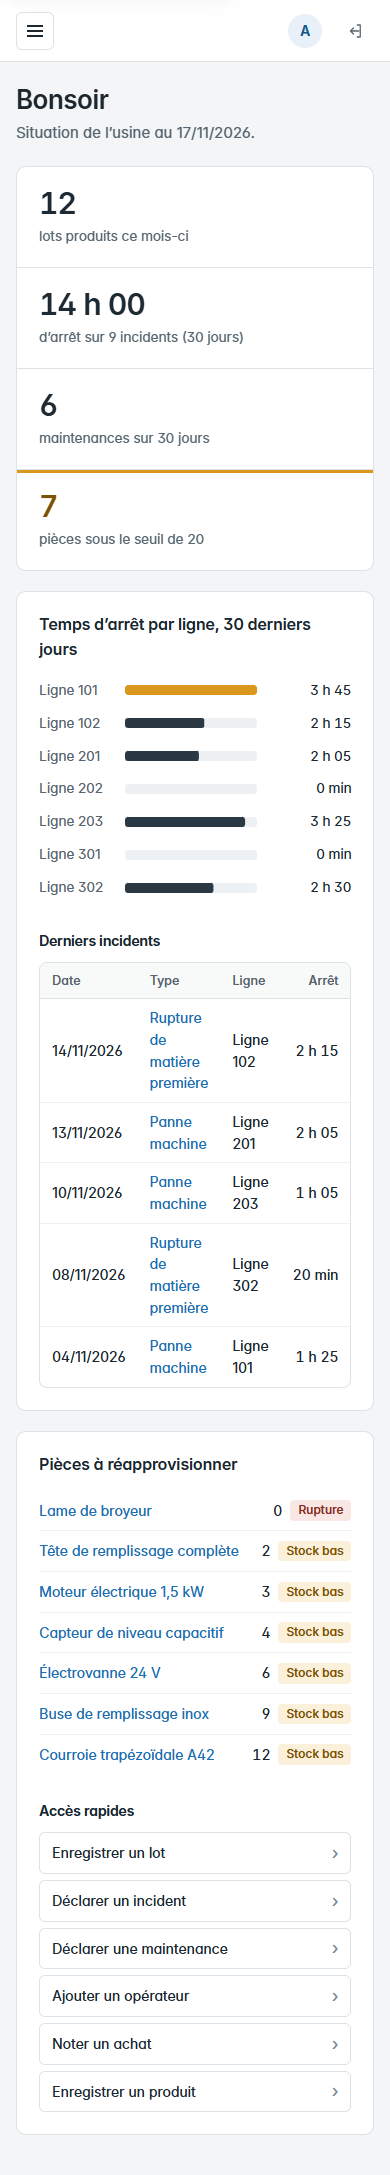 A
Bonsoir
Situation de l'usine au 17/11/2026.
12
lots produits ce mois-ci
14 h 00
d'arrêt sur 9 incidents (30 jours)
6
maintenances sur 30 jours
7
pièces sous le seuil de 20
Temps d'arrêt par ligne, 30 derniers
jours
Ligne 101 3 h 45
Ligne 102 2 h 15
Ligne 201 2 h 05
Ligne 202 0 min
Ligne 203 3 h 25
Ligne 301 0 min
Ligne 302 2 h 30
Derniers incidents
Date Type Ligne Arrêt
14/11/2026 Rupture de matière première Ligne 102 2 h 15
13/11/2026 Panne machine Ligne 201 2 h 05
10/11/2026 Panne machine Ligne 203 1 h 05
08/11/2026 Rupture de matière première Ligne 302 20 min
04/11/2026 Panne machine Ligne 101 1 h 25
Pièces à réapprovisionner
Lame de broyeur 0 Rupture
Tête de remplissage complète 2 Stock bas
Moteur électrique 1,5 kW 3 Stock bas
Capteur de niveau capacitif 4 Stock bas
Électrovanne 24 V 6 Stock bas
Buse de remplissage inox 9 Stock bas
Courroie trapézoïdale A42 12 Stock bas
Accès rapides
Enregistrer un lot
Déclarer un incident
Déclarer une maintenance
Ajouter un opérateur
Noter un achat
Enregistrer un produit